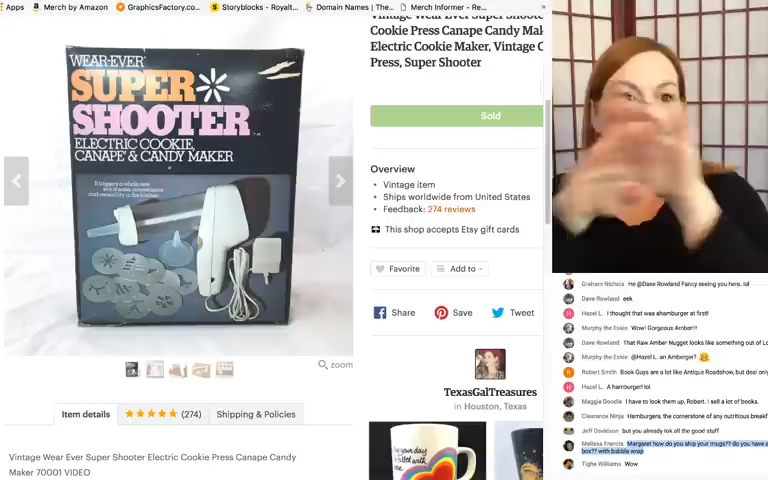 Apps Merch by Amazon GraphicsFactory.co... Storyblocks - Royalt... Domain Names | The... Merch Informer - Re... »
Cookie Press Canape Candy Mak
Electric Cookie Maker, Vintage C
Press, Super Shooter
Sold
WEAR-EVER
SUPER
SHOOTER
ELECTRIC COOKIE,
CANAPE & CANDY MAKER
Overview
• Vintage item
• Ships worldwide from United States
• Feedback: 274 reviews
This shop accepts Etsy gift cards
Favorite Add to
Share Save Tweet
zoom
TexasGalTreasures
in Houston, Texas
Item details (274) Shipping & Policies
Vintage Wear Ever Super Shooter Electric Cookie Press Canape Candy
Maker 70001 VIDEO
Graham Nichols He @Dave Rowland Fancy seeing you here. lol
Dave Rowland eek
Hazel L. I thought that was ahamburger at first!
Murphy the Eskie Wow! Gorgeous Amber!!!
Dave Rowland That Raw Amber Nugget looks like something out of Lo
Murphy the Eskie @Hazel L. an Amberger?
Robert Smith Book Guys are a lot like Antique Roadshow, but deal onl
Hazel L. A hamburger! lol
Maggie Doodle I have to look them up, Robert. I sell a lot of books.
Clearance Ninja Hamburgers, the cornerstone of any nutritious breakf
Jeff Davidson but you already tok all the good stuff
Melissa Francis Margaret how do you ship your mugs?? do you have a
box?? with bubble wrap
Tighe Williams Wow